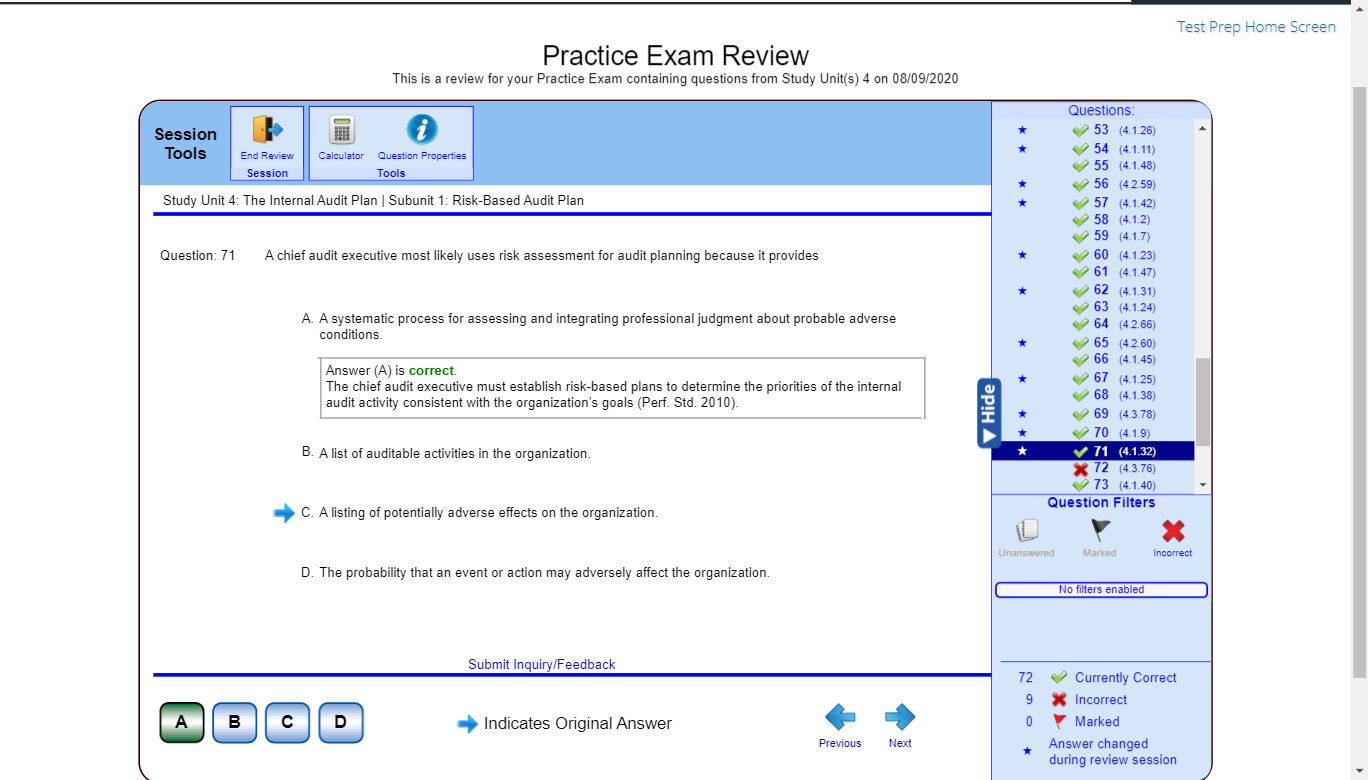 Test Prep Home Screen
Practice Exam Review
This is a review for your Practice Exam containing questions from Study Unit(s) 4 on 08/09/2020
Session
Tools
End Review
Session
Calculator
Question Properties
Tools
Study Unit 4: The Internal Audit Plan | Subunit 1: Risk-Based Audit Plan
Question: 71
A chief audit executive most likely uses risk assessment for audit planning because it provides
A. A systematic process for assessing and integrating professional judgment about probable adverse
conditions.
Answer (A) is correct.
The chief audit executive must establish risk-based plans to determine the priorities of the internal
audit activity consistent with the organization's goals (Perf. Std. 2010).
B. A list of auditable activities in the organization.
C. A listing of potentially adverse effects on the organization.
D. The probability that an event or action may adversely affect the organization.
Submit Inquiry/Feedback
A
B
C
D
Indicates Original Answer
Previous
Next
Hide
Questions:
53 (4.1.26)
54 (4.1.11)
55 (4.1.48)
56 (4.2.59)
57 (4.1.42)
58 (4.1.2)
59 (4.1.7)
60 (4.1.23)
61 (4.1.47)
62 (4.1.31)
63 (4.1.24)
64 (4.2.66)
65 (4.2.60)
66 (4.1.45)
67 (4.1.25)
68 (4.1.38)
69 (4.3.78)
70 (4.1.9)
71 (4.1.32)
72 (4.3.76)
73 (4.1.40)
Question Filters
Unanswered
Marked
Incorrect
No filters enabled
72 Currently Correct
9 Incorrect
0 Marked
Answer changed
during review session